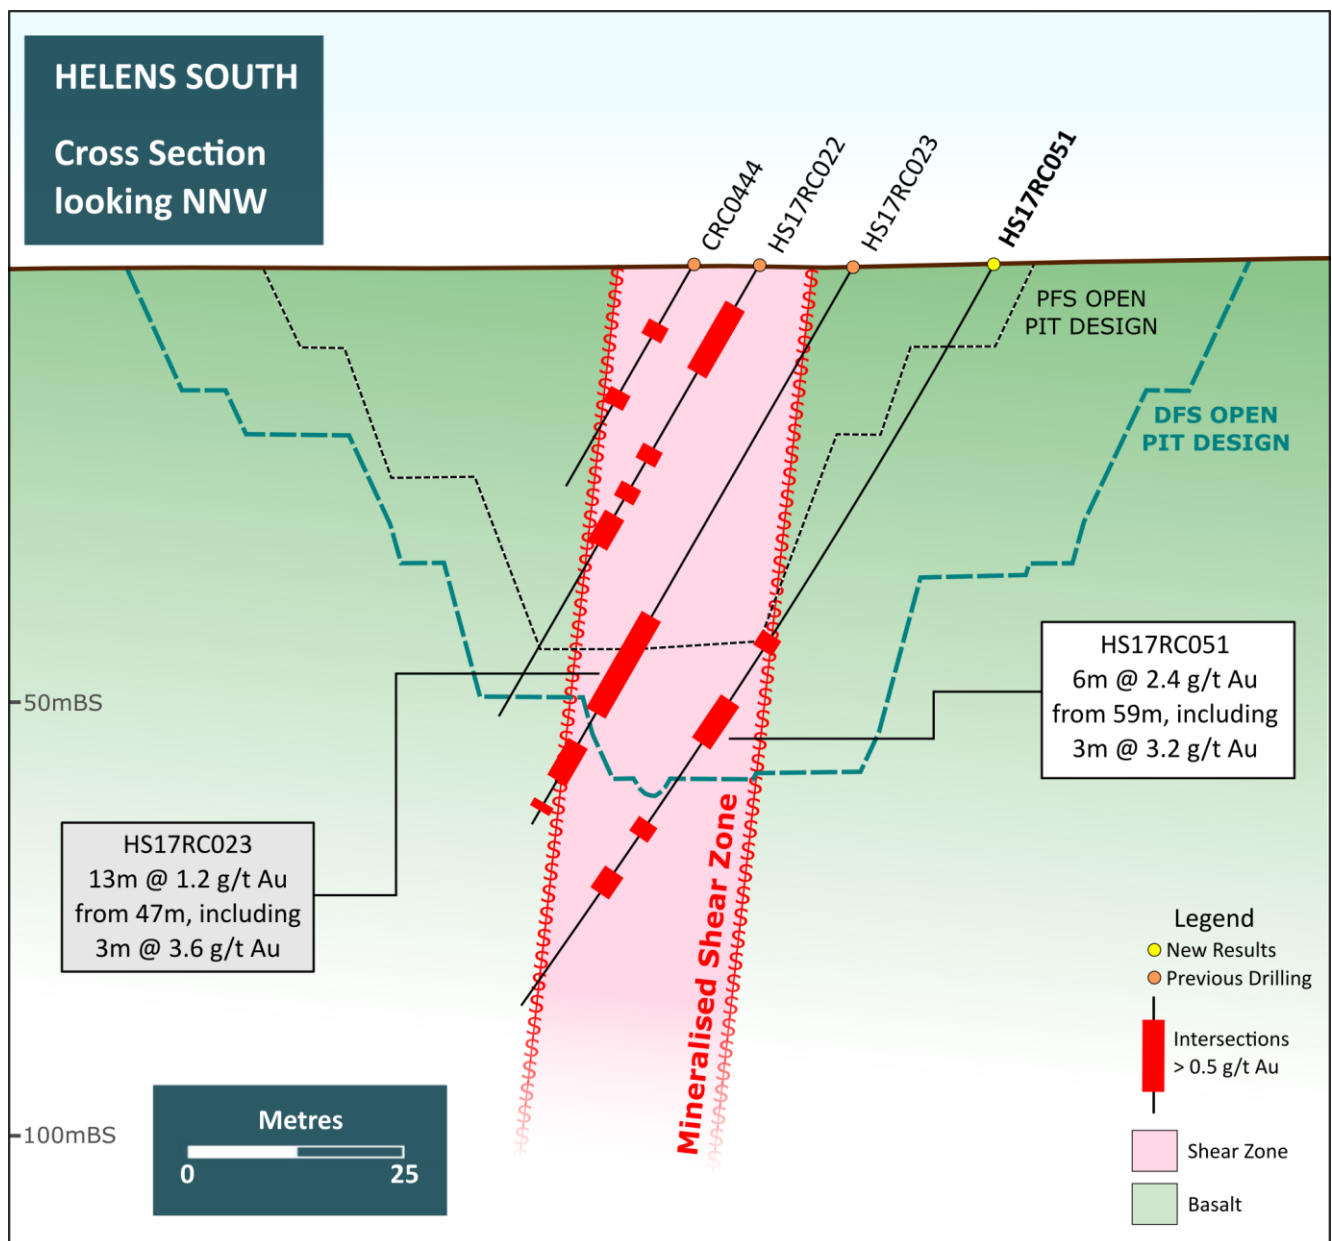 HELENS SOUTH
Cross Section
looking NNW
CRC0444
HS17RC022
HS17RC023
HS17RC051
PFS OPEN
PIT DESIGN
DFS OPEN
PIT DESIGN
50mBS
HS17RC051
6m @ 2.4 g/t Au
from 59m, including
3m @ 3.2 g/t Au
HS17RC023
13m @ 1.2 g/t Au
from 47m, including
3m @ 3.6 g/t Au
Mineralised Shear Zone
100mBS
Metres
0 25
Legend
New Results
Previous Drilling
Intersections
> 0.5 g/t Au
Shear Zone
Basalt